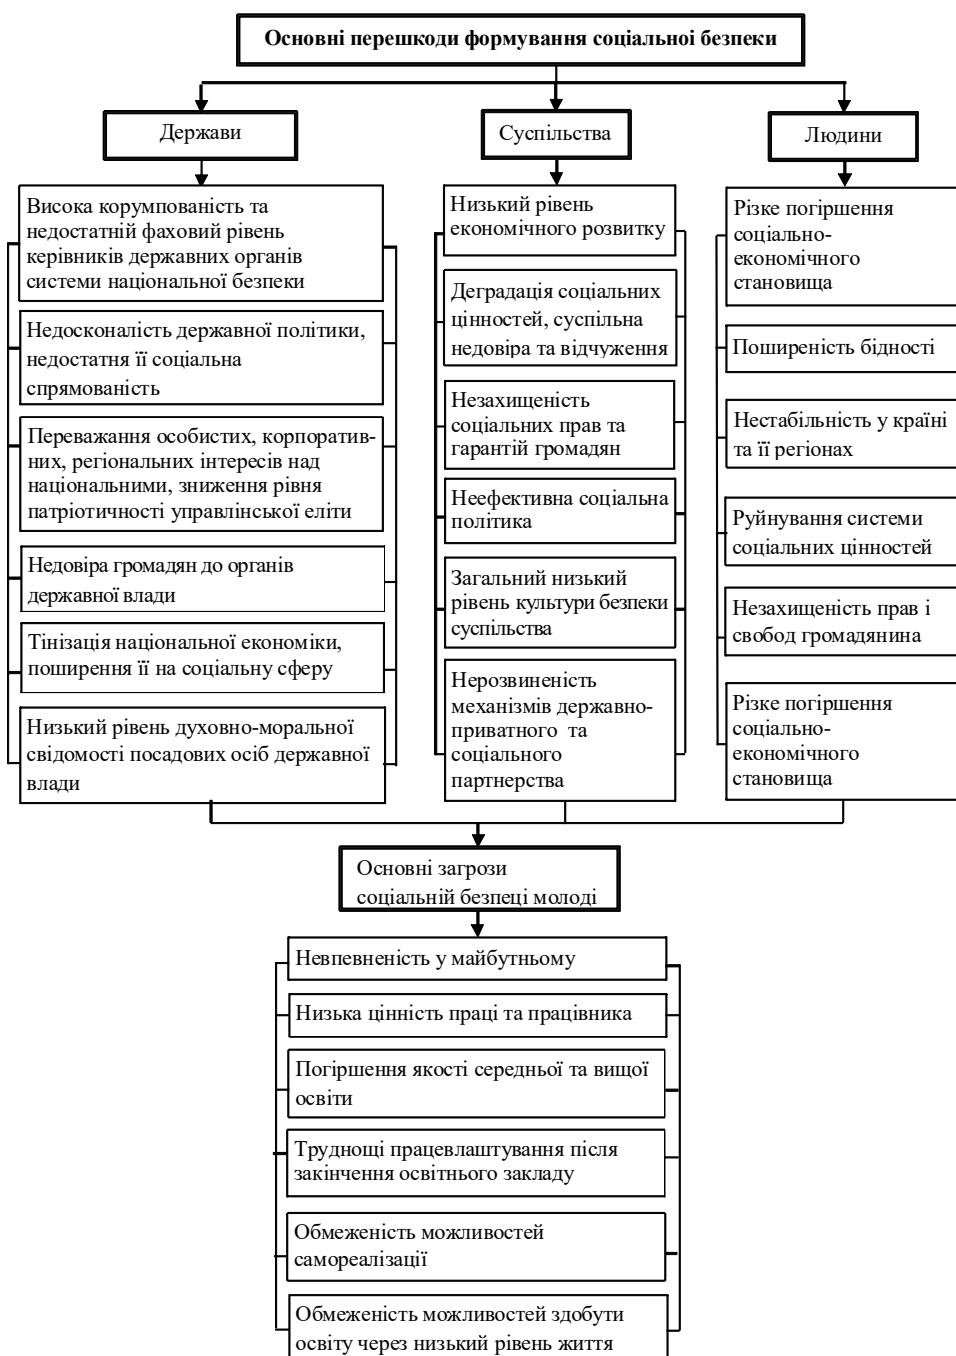 Основні перешкоди формування соціальноі безпеки
Держави
Висока корумпованість та
недостатній фаховий рівень
керівників державних органів
системи національної безпеки
Недосконалість державної політики,
недостатня її соціальна
спрямованість
Переважання особистих, корпоратив-
них, регіональних інтересів над
національними, зниження рівня
патріотичності управлінської еліти
Недовіра громадян до органів
державної влади
Тінізація національної економіки,
поширення її на соціальну сферу
Низький рівень духовно-моральної
свідомості посадових осіб державної
влади
Суспільства
Низький рівень
економічного розвитку
Деградація соціальних
цінностей, суспільна
недовіра та відчуження
Незахищеність
соціальних прав та
гарантій громадян
Неефективна соціальна
політика
Загальний низький
рівень культури безпеки
суспільства
Нерозвиненість
механізмів державно-
приватного та
соціального
партнерства
Людини
Різке погіршення
соціально-
економічного
становища
Поширеність бідності
Нестабільність у країні
та її регіонах
Руйнування системи
соціальних цінностей
Незахищеність прав і
свобод громадянина
Різке погіршення
соціально-
економічного
становища
Основні загрози
соціальній безпеці молоді
Невпевненість у майбутньому
Низька цінність праці та працівника
Погіршення якості середньої та вищої
освіти
Труднощі працевлаштування після
закінчення освітнього закладу
Обмеженість можливостей
самореалізації
Обмеженість можливостей здобути
освіту через низький рівень життя